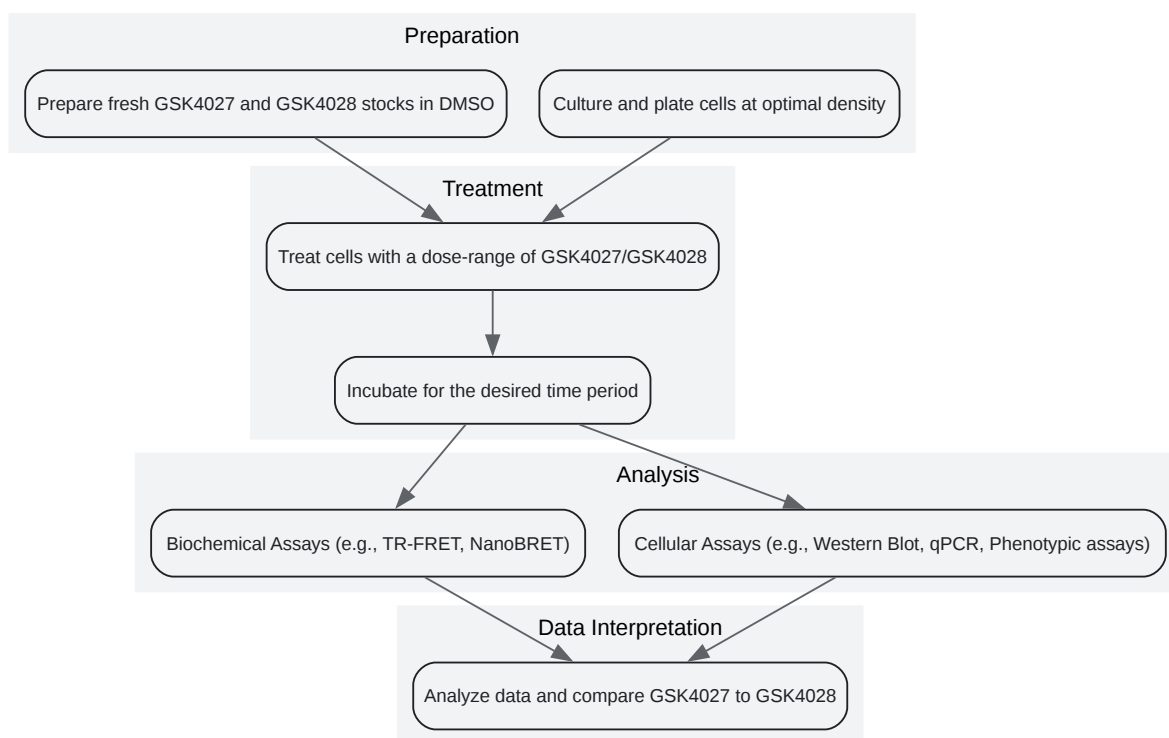 Preparation
Prepare fresh GSK4027 and GSK4028 stocks in DMSO
Culture and plate cells at optimal density
Treatment
Treat cells with a dose-range of GSK4027/GSK4028
Incubate for the desired time period
Analysis
Biochemical Assays (e.g., TR-FRET, NanoBRET)
Cellular Assays (e.g., Western Blot, qPCR, Phenotypic assays)
Data Interpretation
Analyze data and compare GSK4027 to GSK4028